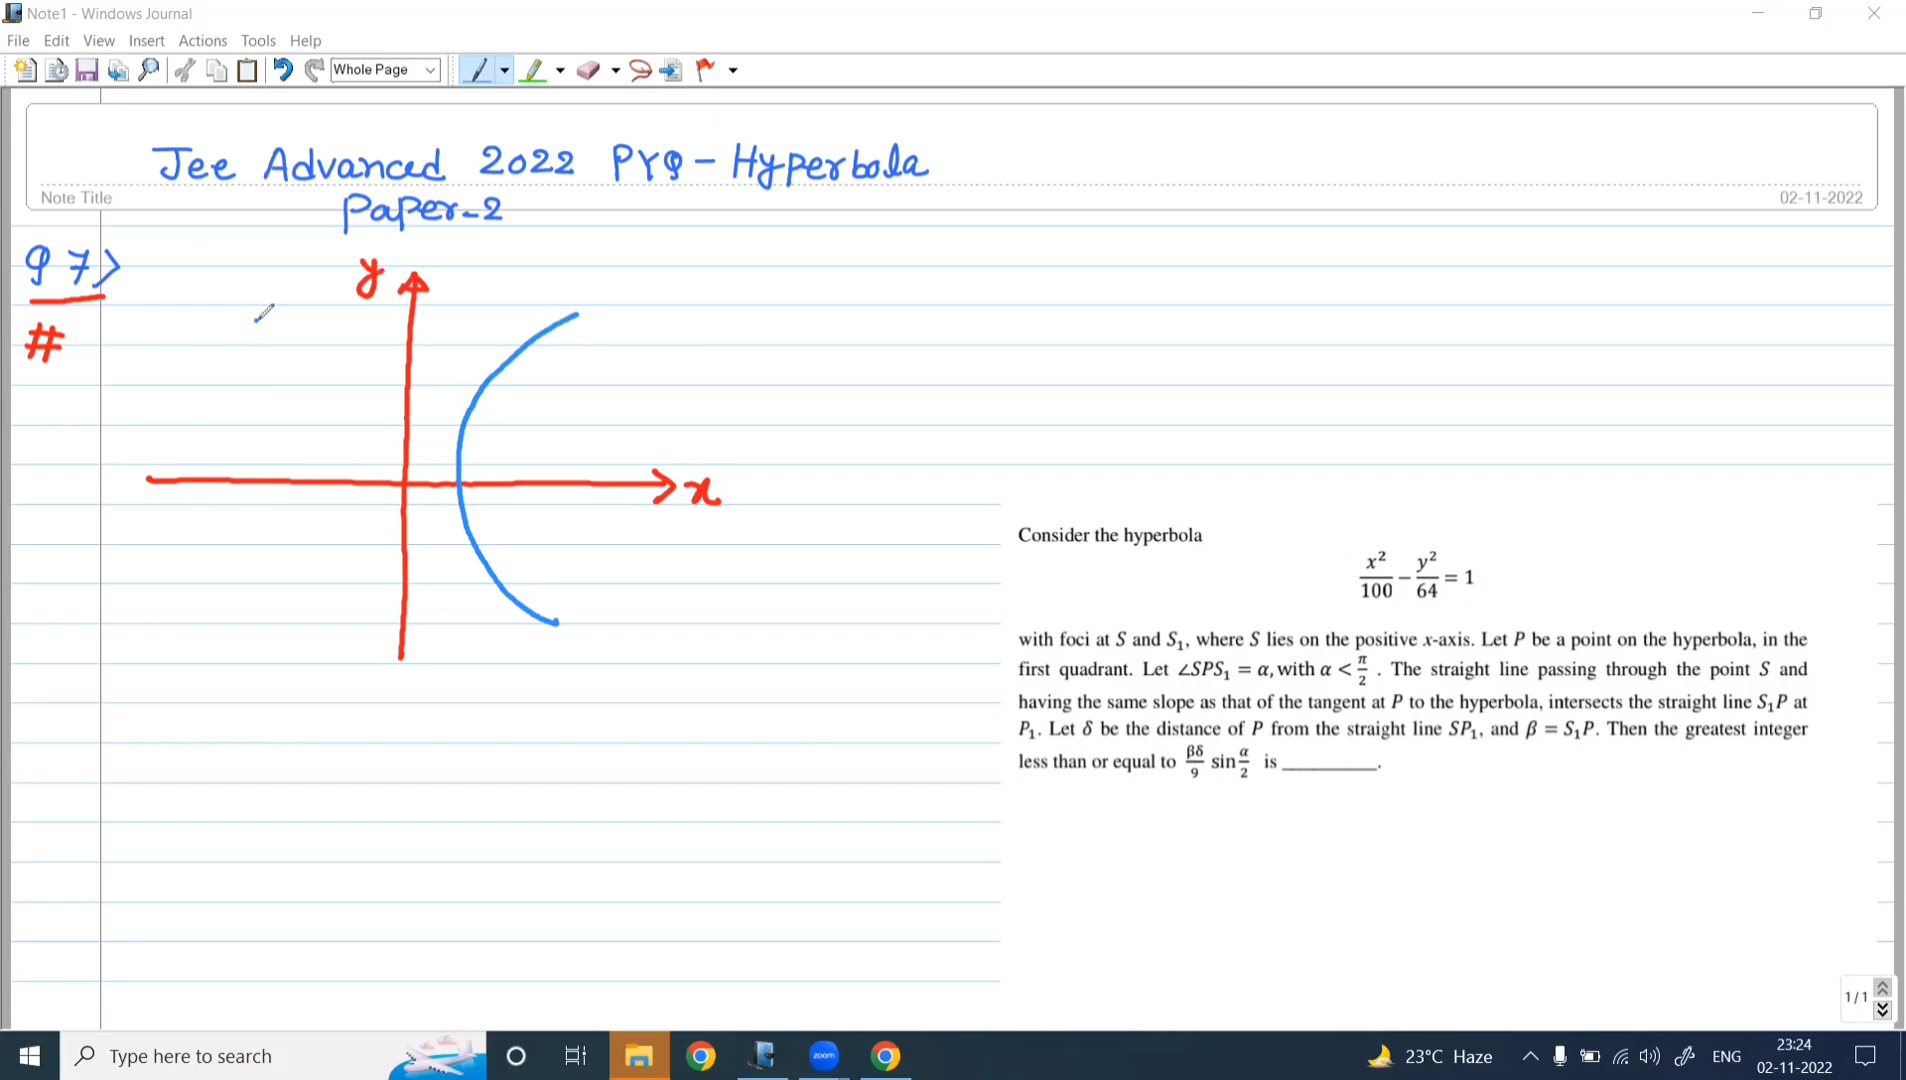 Note1 - Windows Journal
File Edit View Insert Actions Tools Help
Whole Page
Jee Advanced 2022 PYQ - Hyperbola
Note Title
02-11-2022
Paper-2
Q 7>
#
y
x
Consider the hyperbola
x²/100 − y²/64 = 1
with foci at S and S₁, where S lies on the positive x-axis. Let P be a point on the hyperbola, in the
first quadrant. Let ∠SPS₁ = α, with α < π/2 . The straight line passing through the point S and
having the same slope as that of the tangent at P to the hyperbola, intersects the straight line S₁P at
P₁. Let δ be the distance of P from the straight line SP₁, and β = S₁P. Then the greatest integer
less than or equal to βδ/9 sin α/2 is ________.
1/1
Type here to search
zoom
23°C Haze
ENG
23:24
02-11-2022